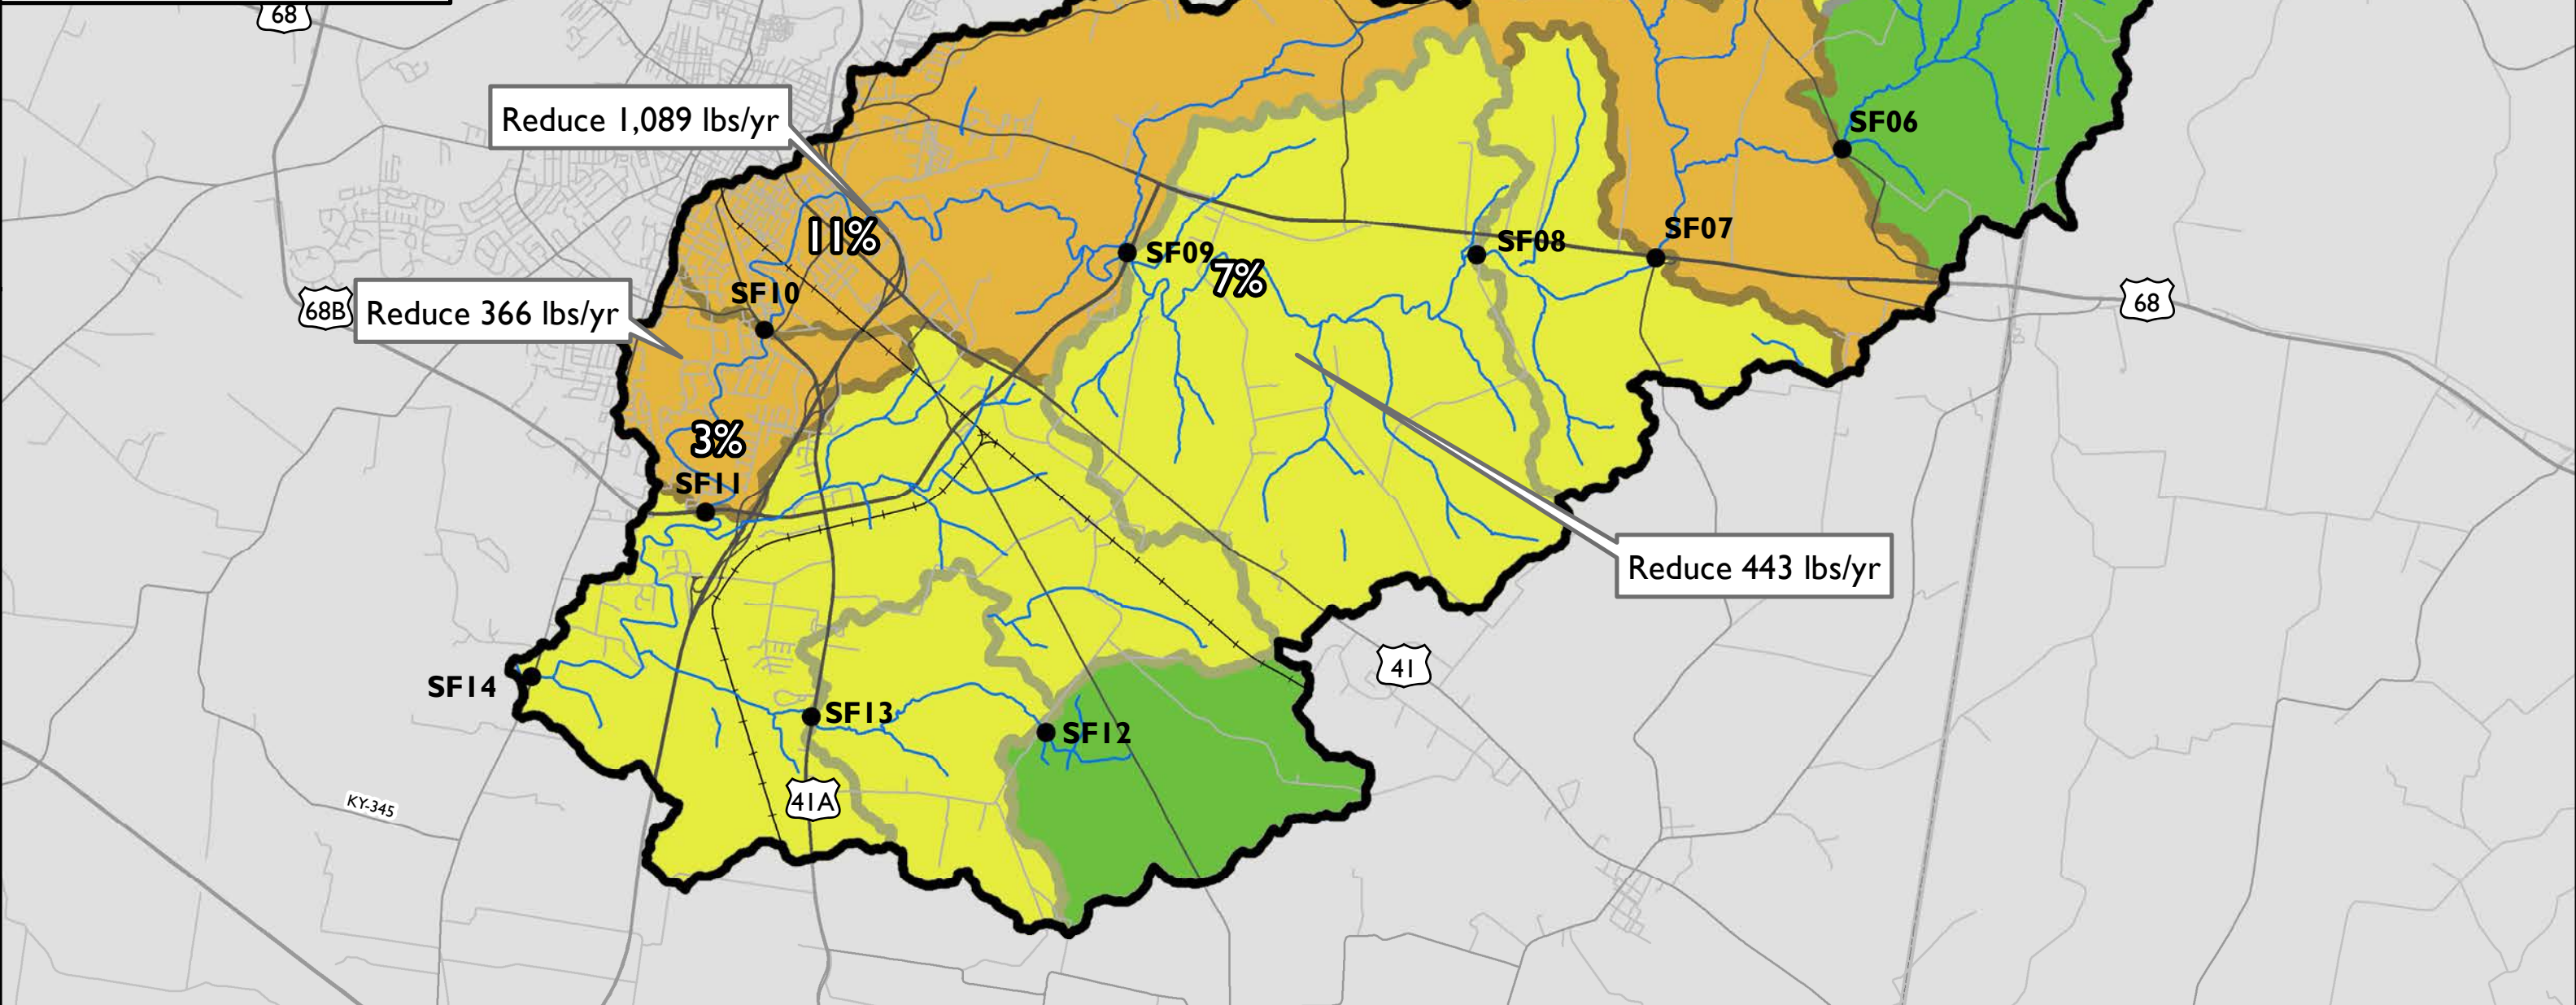 68
Reduce 1,089 lbs/yr
SF06
11%
SF07
SF08
SF09
7%
SF10
68B
Reduce 366 lbs/yr
68
3%
SF11
Reduce 443 lbs/yr
41
SF14
SF13
SF12
41A
KY-345